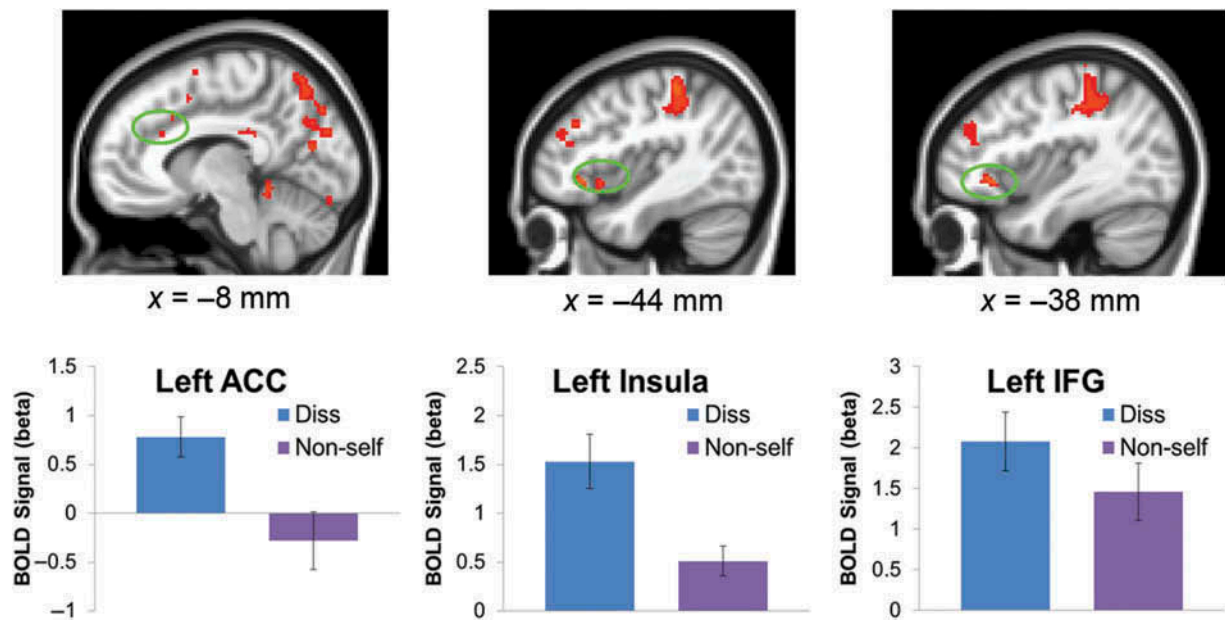 x = –8 mm
x = –44 mm
x = –38 mm
Left ACC
BOLD Signal (beta)
1.5
1
0.5
0
–0.5
–1
Diss
Non-self
Left Insula
BOLD Signal (beta)
2.5
2
1.5
1
0.5
0
Diss
Non-self
Left IFG
BOLD Signal (beta)
3
2.5
2
1.5
1
0.5
0
Diss
Non-self